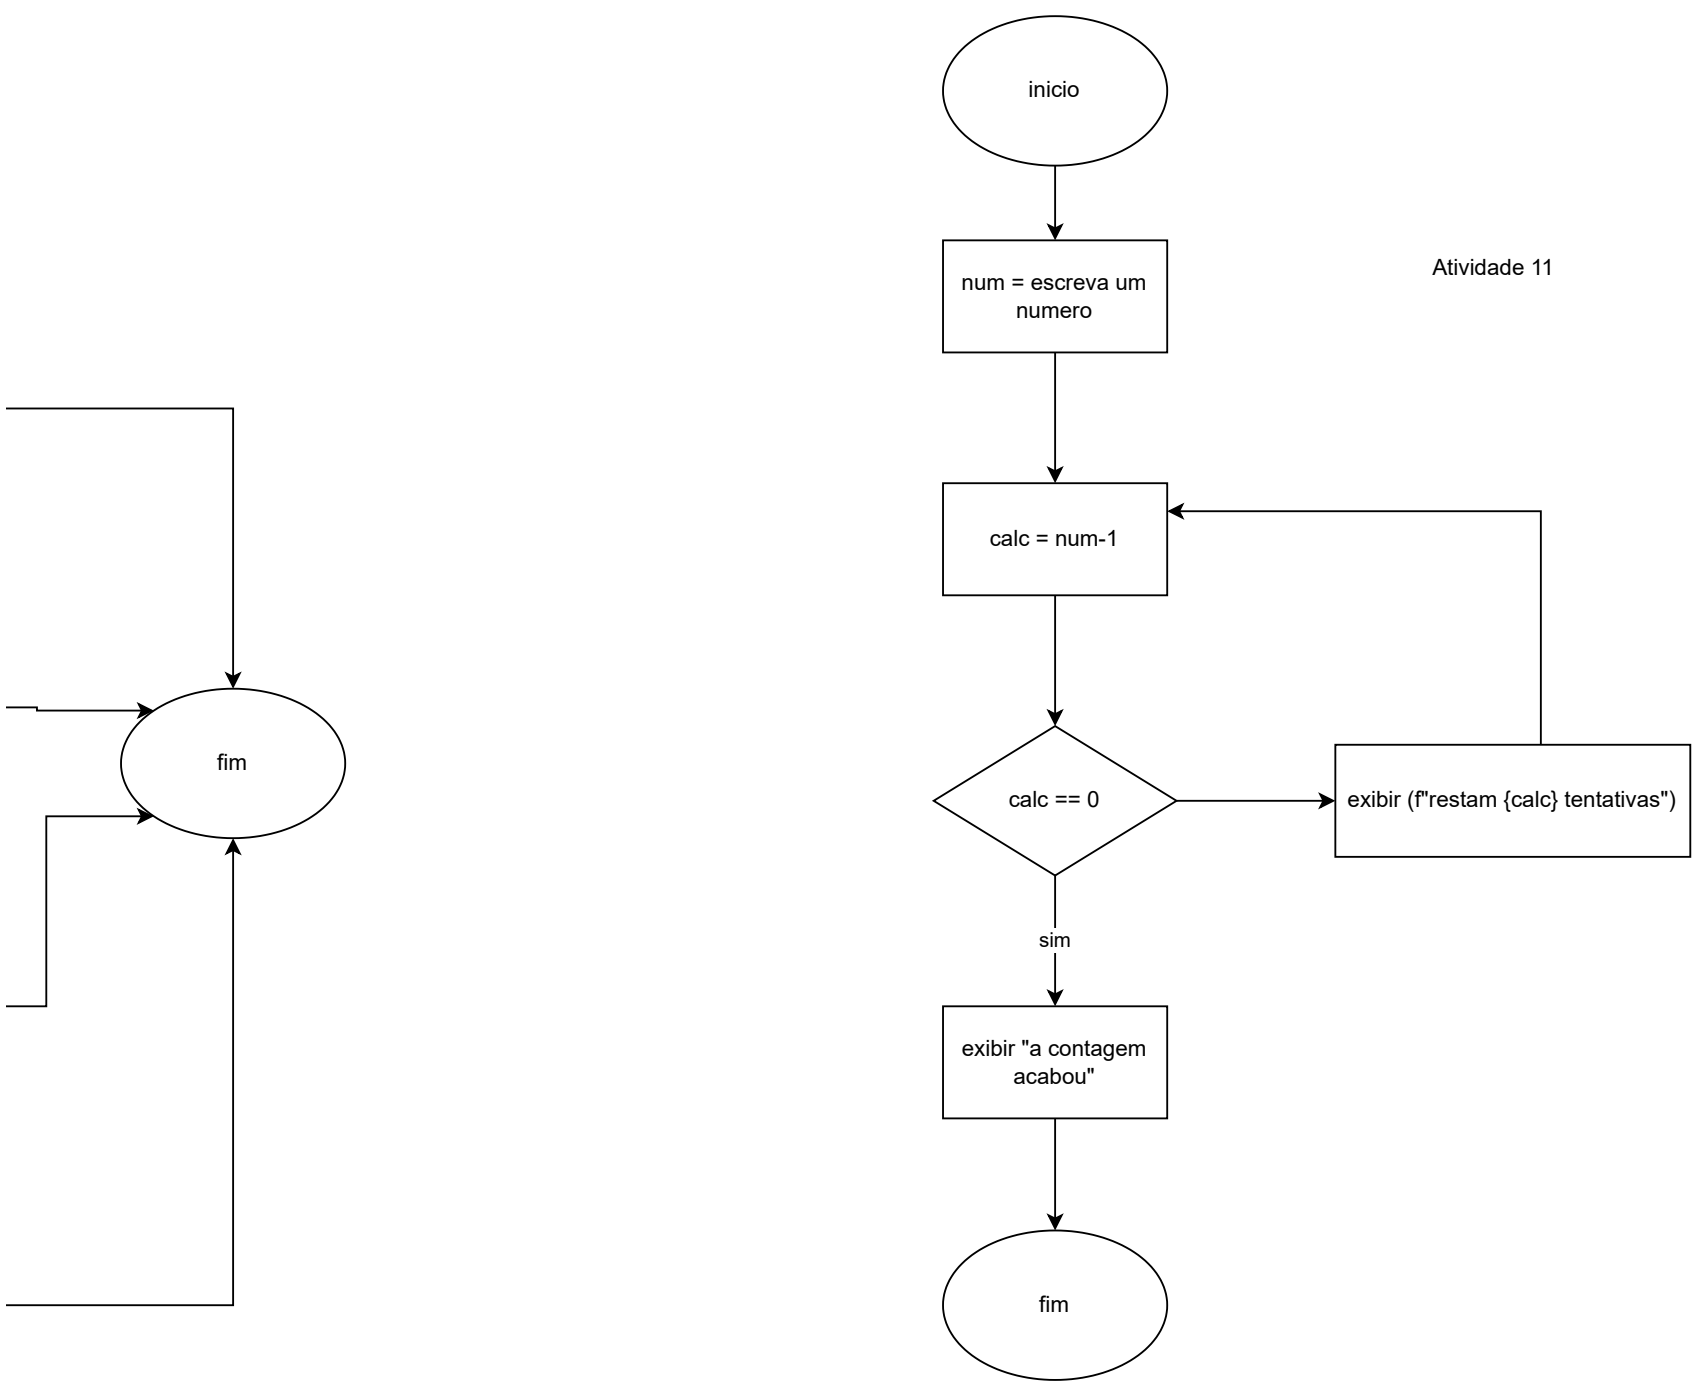 inicio
num = escreva um
numero
Atividade 11
calc = num-1
fim
calc == 0
exibir (f"restam {calc} tentativas")
sim
exibir "a contagem
acabou"
fim